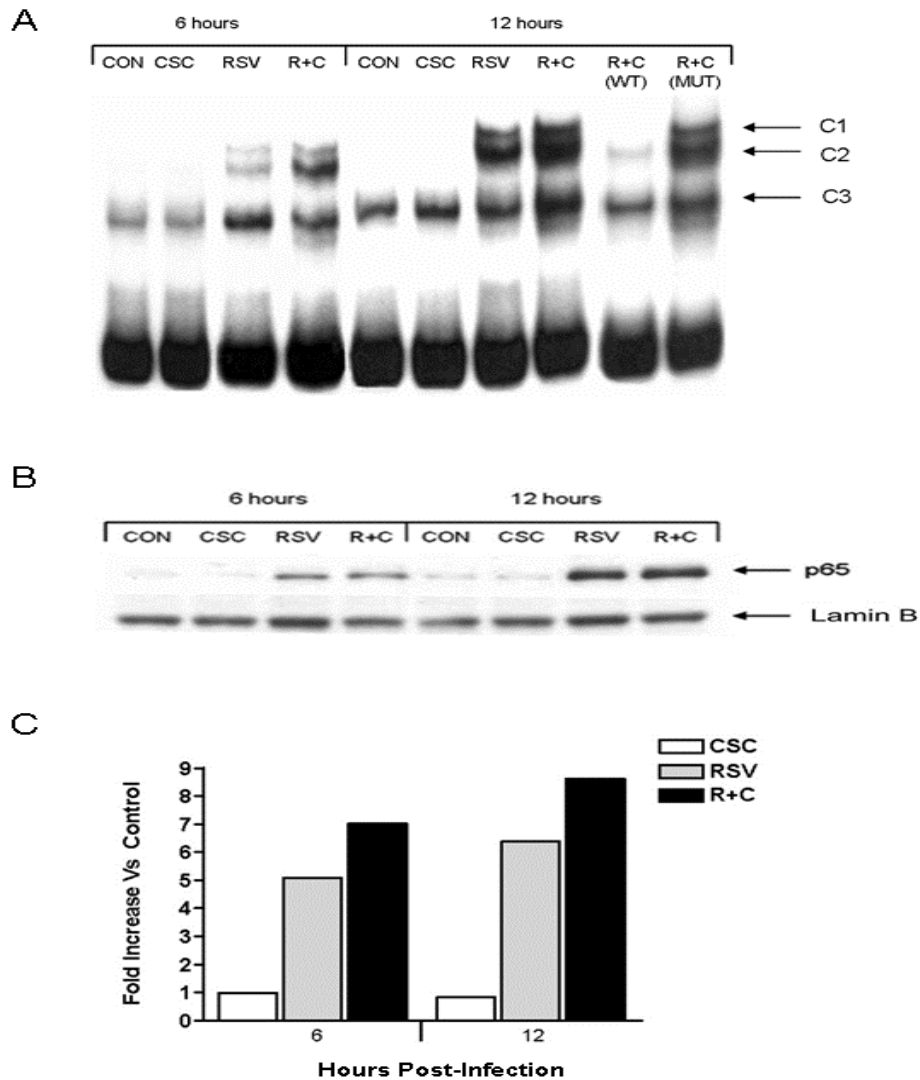 A
6 hours 12 hours
CON CSC RSV R+C CON CSC RSV R+C R+C (WT) R+C (MUT)
C1
C2
C3
B
6 hours 12 hours
CON CSC RSV R+C CON CSC RSV R+C
p65
Lamin B
C
CSC
RSV
R+C
Fold Increase Vs Control
9
8
7
6
5
4
3
2
1
0
6 12
Hours Post-Infection